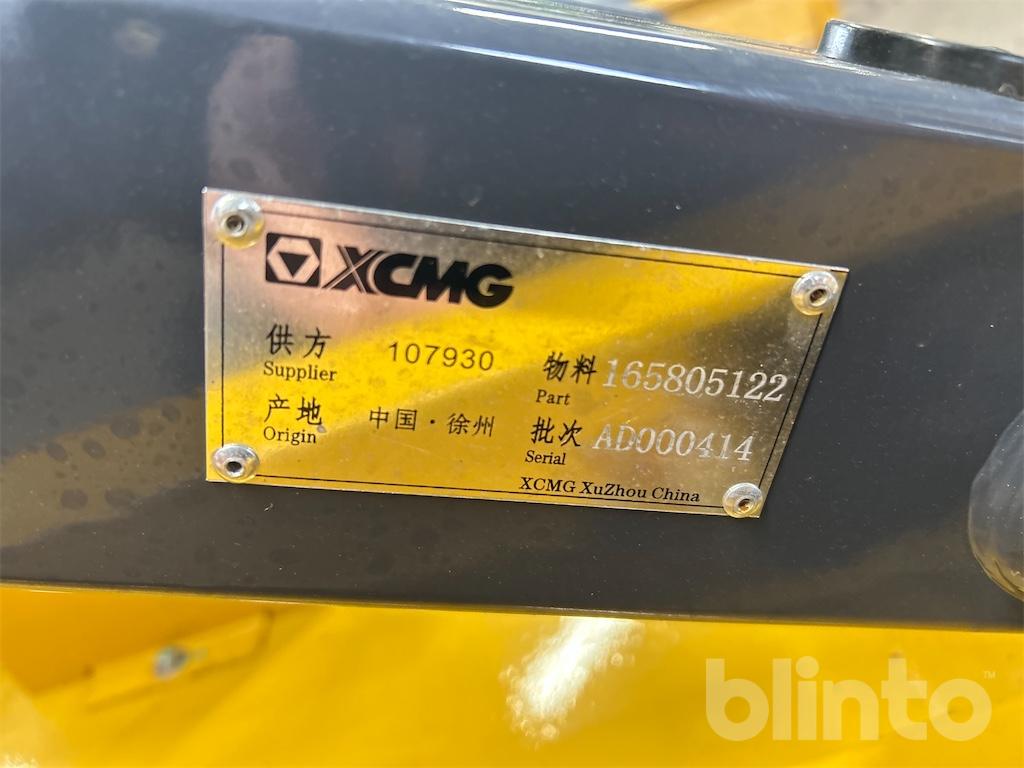 XCMG
供方 107930 物料 165805122
Supplier Part
产地 中国·徐州 批次 AD000414
Origin Serial
XCMG XuZhou China
blinto™